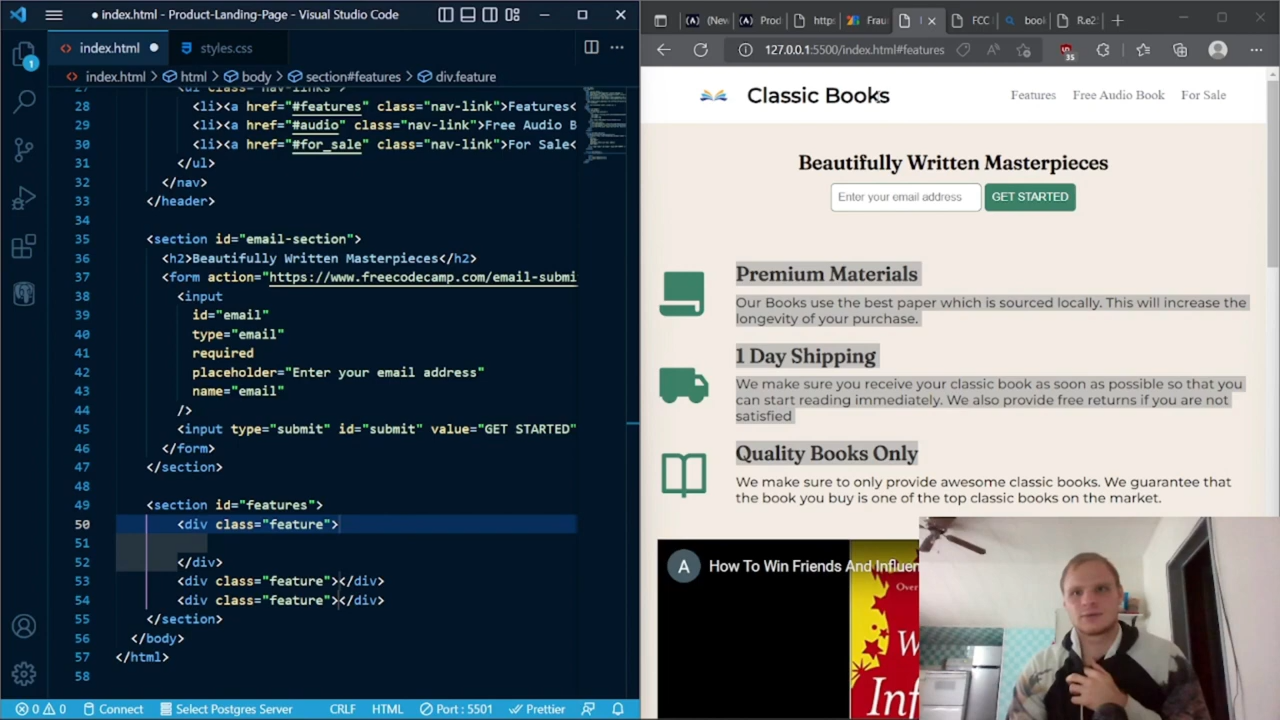 index.html - Product-Landing-Page - Visual Studio Code
index.html
styles.css
index.html > html > body > section#features > div.feature
28 <li><a href="#features" class="nav-link">Features<
29 <li><a href="#audio" class="nav-link">Free Audio B
30 <li><a href="#for_sale" class="nav-link">For Sale<
31 </ul>
32 </nav>
33 </header>
34
35 <section id="email-section">
36 <h2>Beautifully Written Masterpieces</h2>
37 <form action="https://www.freecodecamp.com/email-submi
38 <input
39 id="email"
40 type="email"
41 required
42 placeholder="Enter your email address"
43 name="email"
44 />
45 <input type="submit" id="submit" value="GET STARTED"
46 </form>
47 </section>
48
49 <section id="features">
50 <div class="feature">
51
52 </div>
53 <div class="feature"></div>
54 <div class="feature"></div>
55 </section>
56 </body>
57 </html>
58
1
0 0 Connect Select Postgres Server CRLF HTML Port : 5501 Prettier
(New
Prod
http:
Frau
FCC
book
R.e2
127.0.0.1:5500/index.html#features
35
Classic Books
Features Free Audio Book For Sale
Beautifully Written Masterpieces
Enter your email address GET STARTED
Premium Materials
Our Books use the best paper which is sourced locally. This will increase the
longevity of your purchase.
1 Day Shipping
We make sure you receive your classic book as soon as possible so that you
can start reading immediately. We also provide free returns if you are not
satisfied
Quality Books Only
We make sure to only provide awesome classic books. We guarantee that
the book you buy is one of the top classic books on the market.
A How To Win Friends And Influen
Over
W
Inf